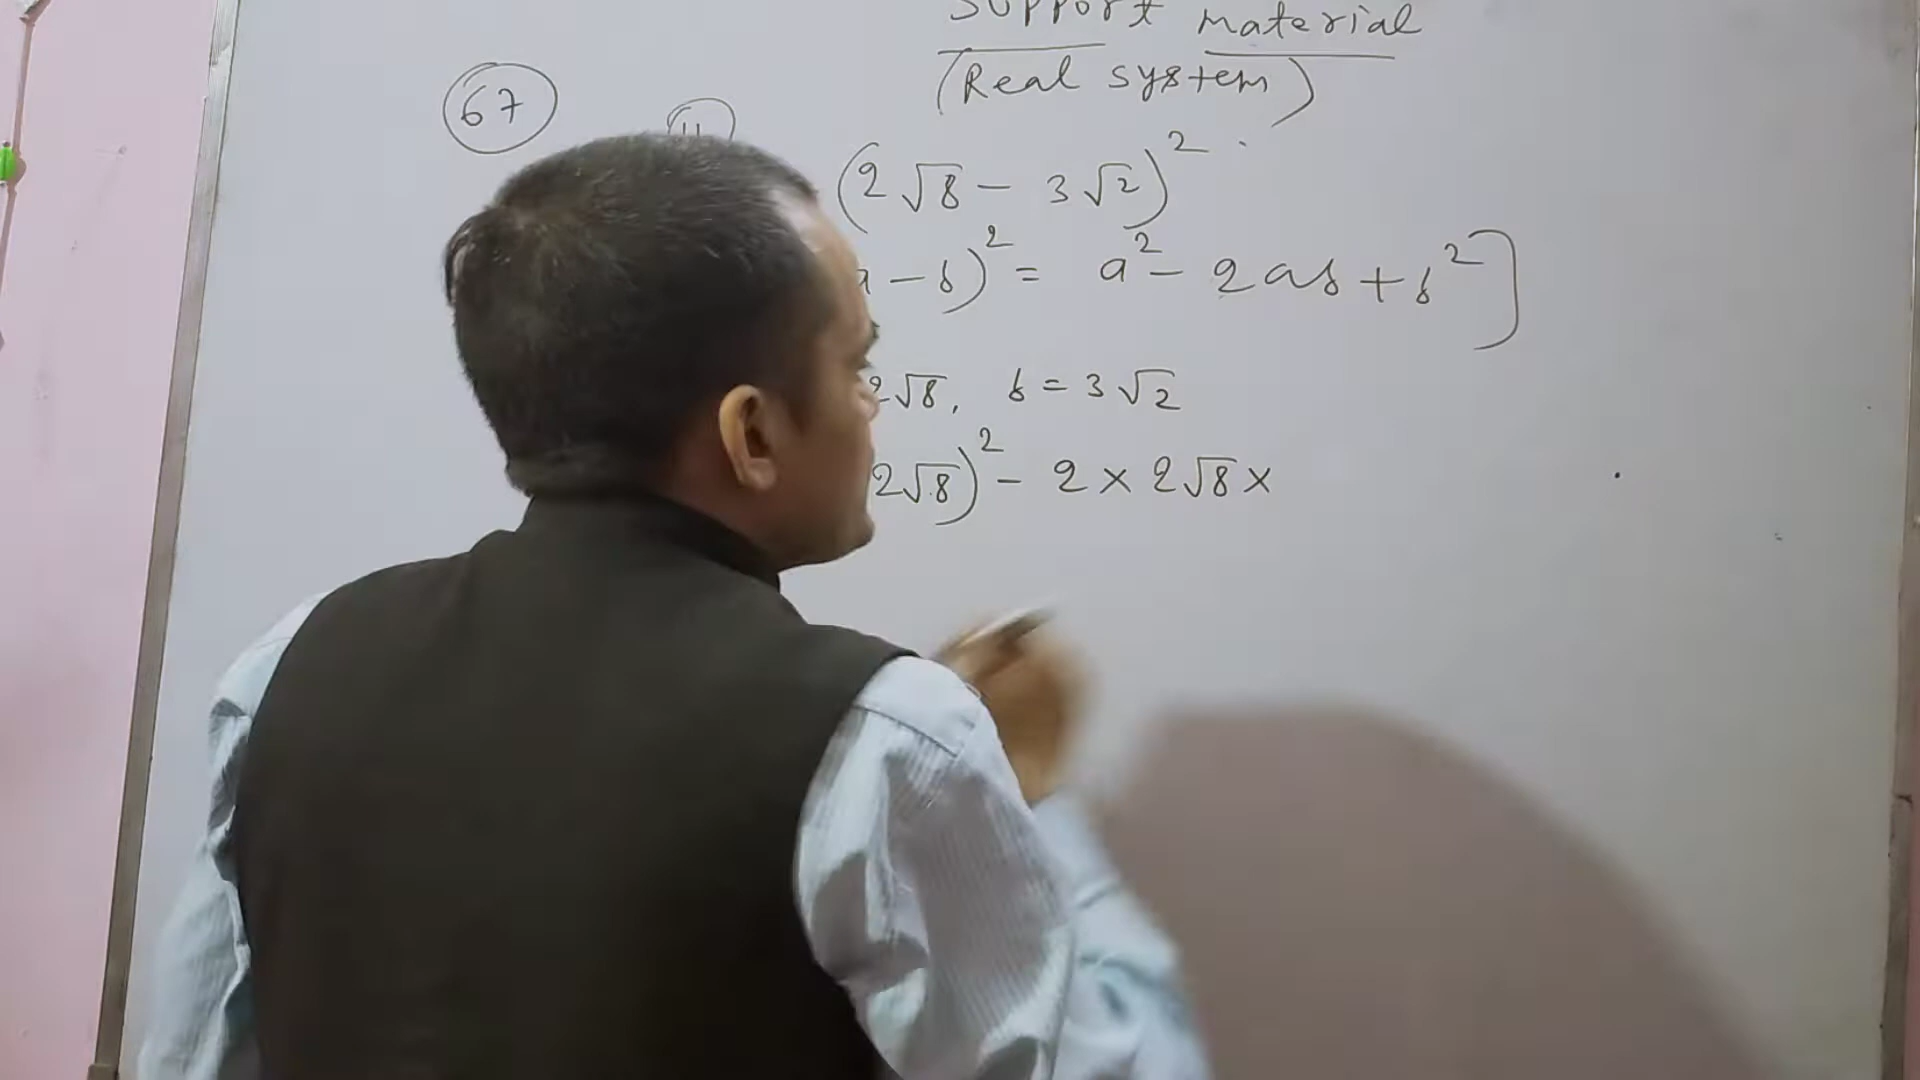 Support Material
(Real system)
67
(2√8 - 3√2)²
- b)² = a² - 2ab + b²]
2√8, b = 3√2
2√8)² - 2 × 2√8 ×